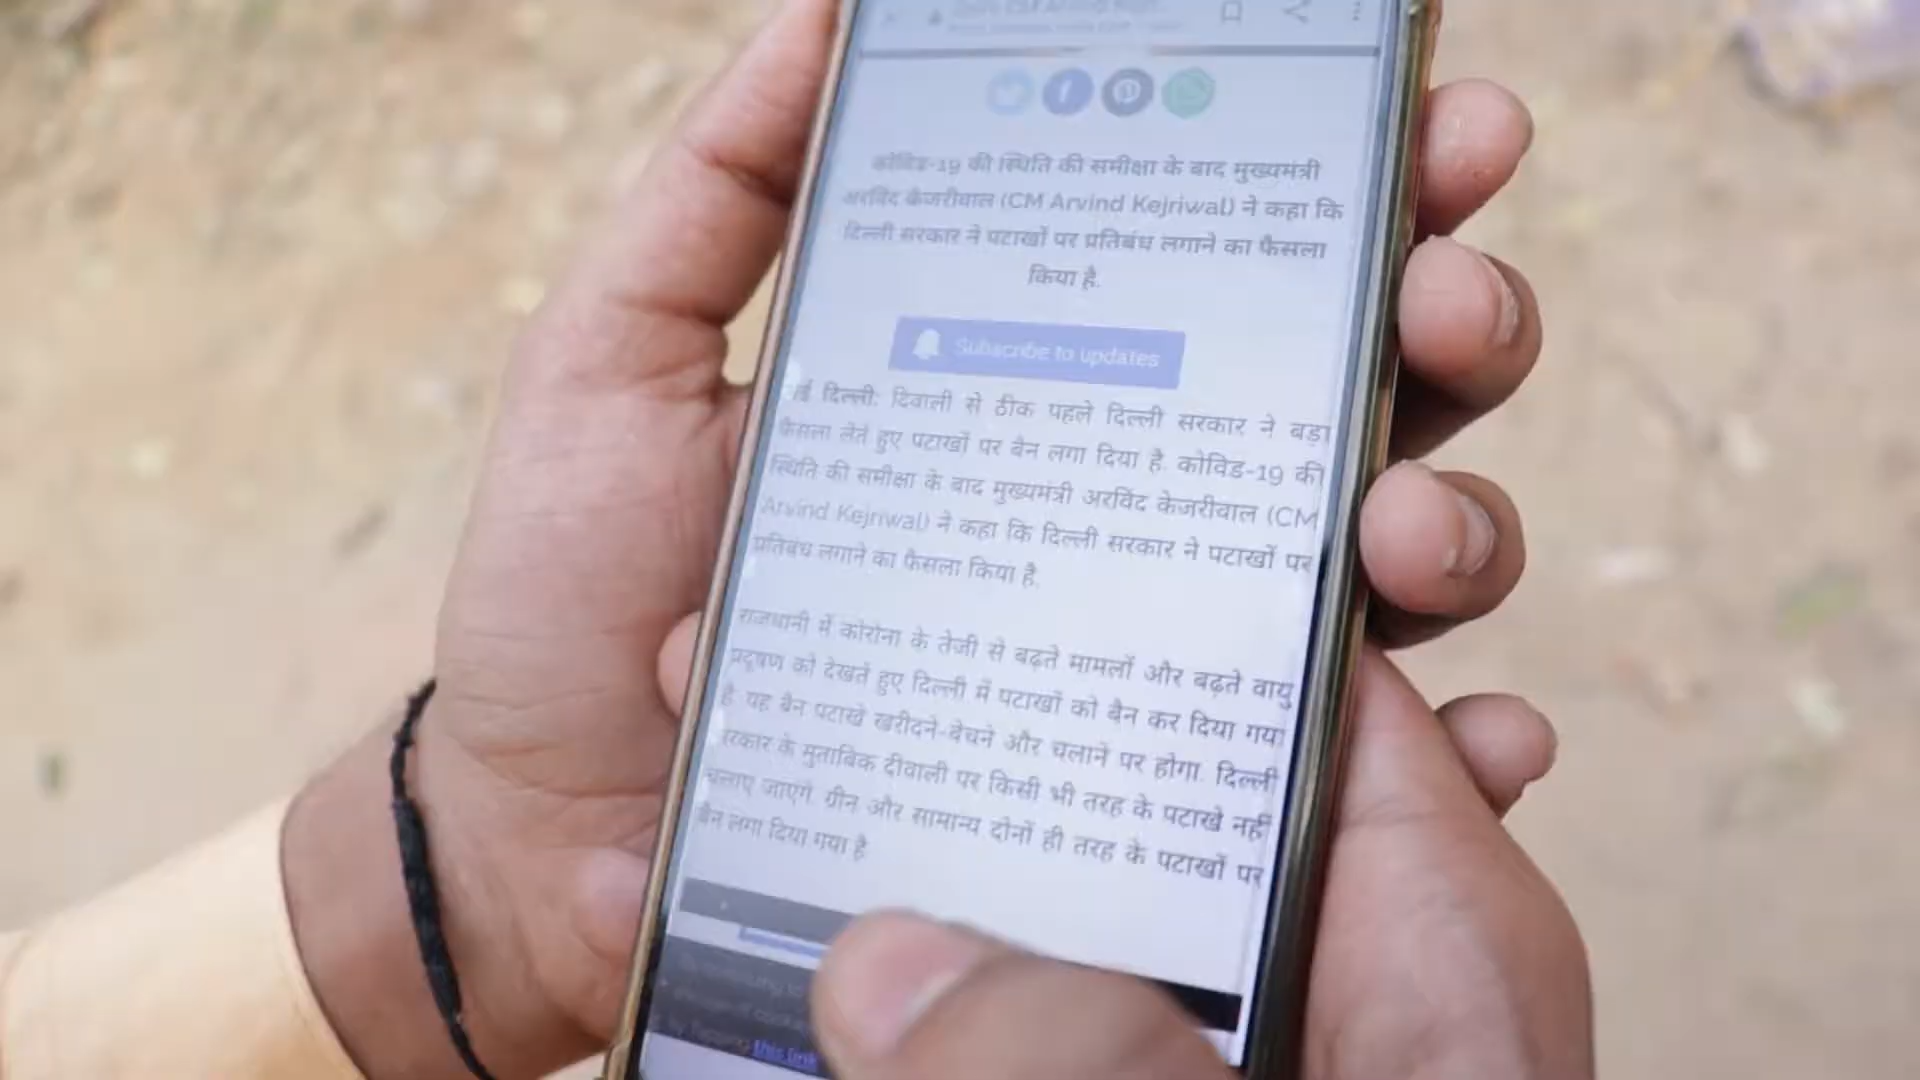 कोविड-19 की स्थिति की समीक्षा के बाद मुख्यमंत्री
अरविंद केजरीवाल (CM Arvind Kejriwal) ने कहा कि
दिल्ली सरकार ने पटाखों पर प्रतिबंध लगाने का फैसला
किया है.
Subscribe to updates
नई दिल्ली: दिवाली से ठीक पहले दिल्ली सरकार ने बड़ा
फैसला लेते हुए पटाखों पर बैन लगा दिया है. कोविड-19 की
स्थिति की समीक्षा के बाद मुख्यमंत्री अरविंद केजरीवाल (CM
Arvind Kejriwal) ने कहा कि दिल्ली सरकार ने पटाखों पर
प्रतिबंध लगाने का फैसला किया है.
राजधानी में कोरोना के तेजी से बढ़ते मामलों और बढ़ते वायु
प्रदूषण को देखते हुए दिल्ली में पटाखों को बैन कर दिया गया
है. यह बैन पटाखे खरीदने-बेचने और चलाने पर होगा. दिल्ली
सरकार के मुताबिक दीवाली पर किसी भी तरह के पटाखे नहीं
चलाए जाएंगे. ग्रीन और सामान्य दोनों ही तरह के पटाखों पर
बैन लगा दिया गया है.
this link